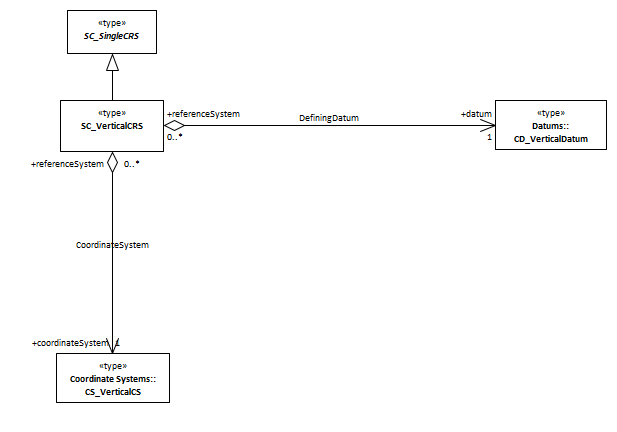 «type»
SC_SingleCRS
«type»
SC_VerticalCRS
+referenceSystem
0..*
DefiningDatum
+datum
1
«type»
Datums::
CD_VerticalDatum
+referenceSystem
0..*
CoordinateSystem
+coordinateSystem
1
«type»
Coordinate Systems::
CS_VerticalCS